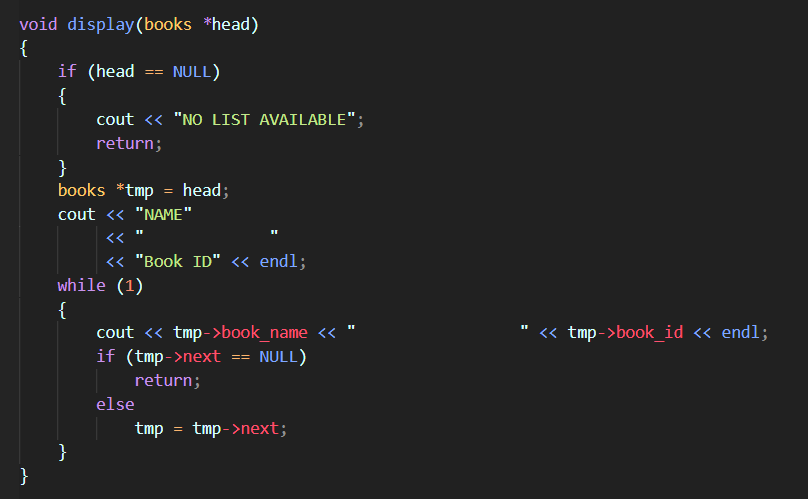 void display(books *head)
{
    if (head == NULL)
    {
        cout << "NO LIST AVAILABLE";
        return;
    }
    books *tmp = head;
    cout << "NAME"
         << "             "
         << "Book ID" << endl;
    while (1)
    {
        cout << tmp->book_name << "                 " << tmp->book_id << endl;
        if (tmp->next == NULL)
            return;
        else
            tmp = tmp->next;
    }
}